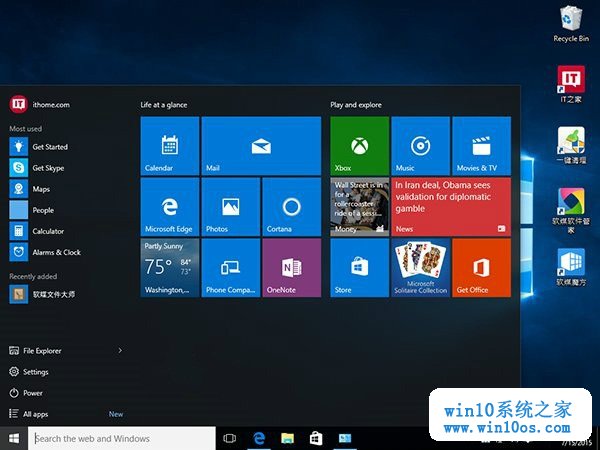 Recycle Bin
IT
IT之家
一键清理
软媒软件管
家
软媒魔方
IT
ithome.com
Most used
Get Started
Get Skype
Maps
People
Calculator
Alarms & Clock
Recently added
软媒文件大师
File Explorer
Settings
Power
All apps
New
Life at a glance
Calendar
Mail
Microsoft Edge
Photos
Cortana
Partly Sunny
75° 84°
73°
Washington,...
Phone Compa...
OneNote
Play and explore
Xbox
Music
Movies & TV
Wall Street is in
for a
rollercoaster
ride of a sessi...
Money
In Iran deal, Obama sees
validation for diplomatic
gamble
News
Store
Microsoft
Solitaire Collection
Get Office
Search the web and Windows
7/15/2015
win10系统之家
www.win10os.com